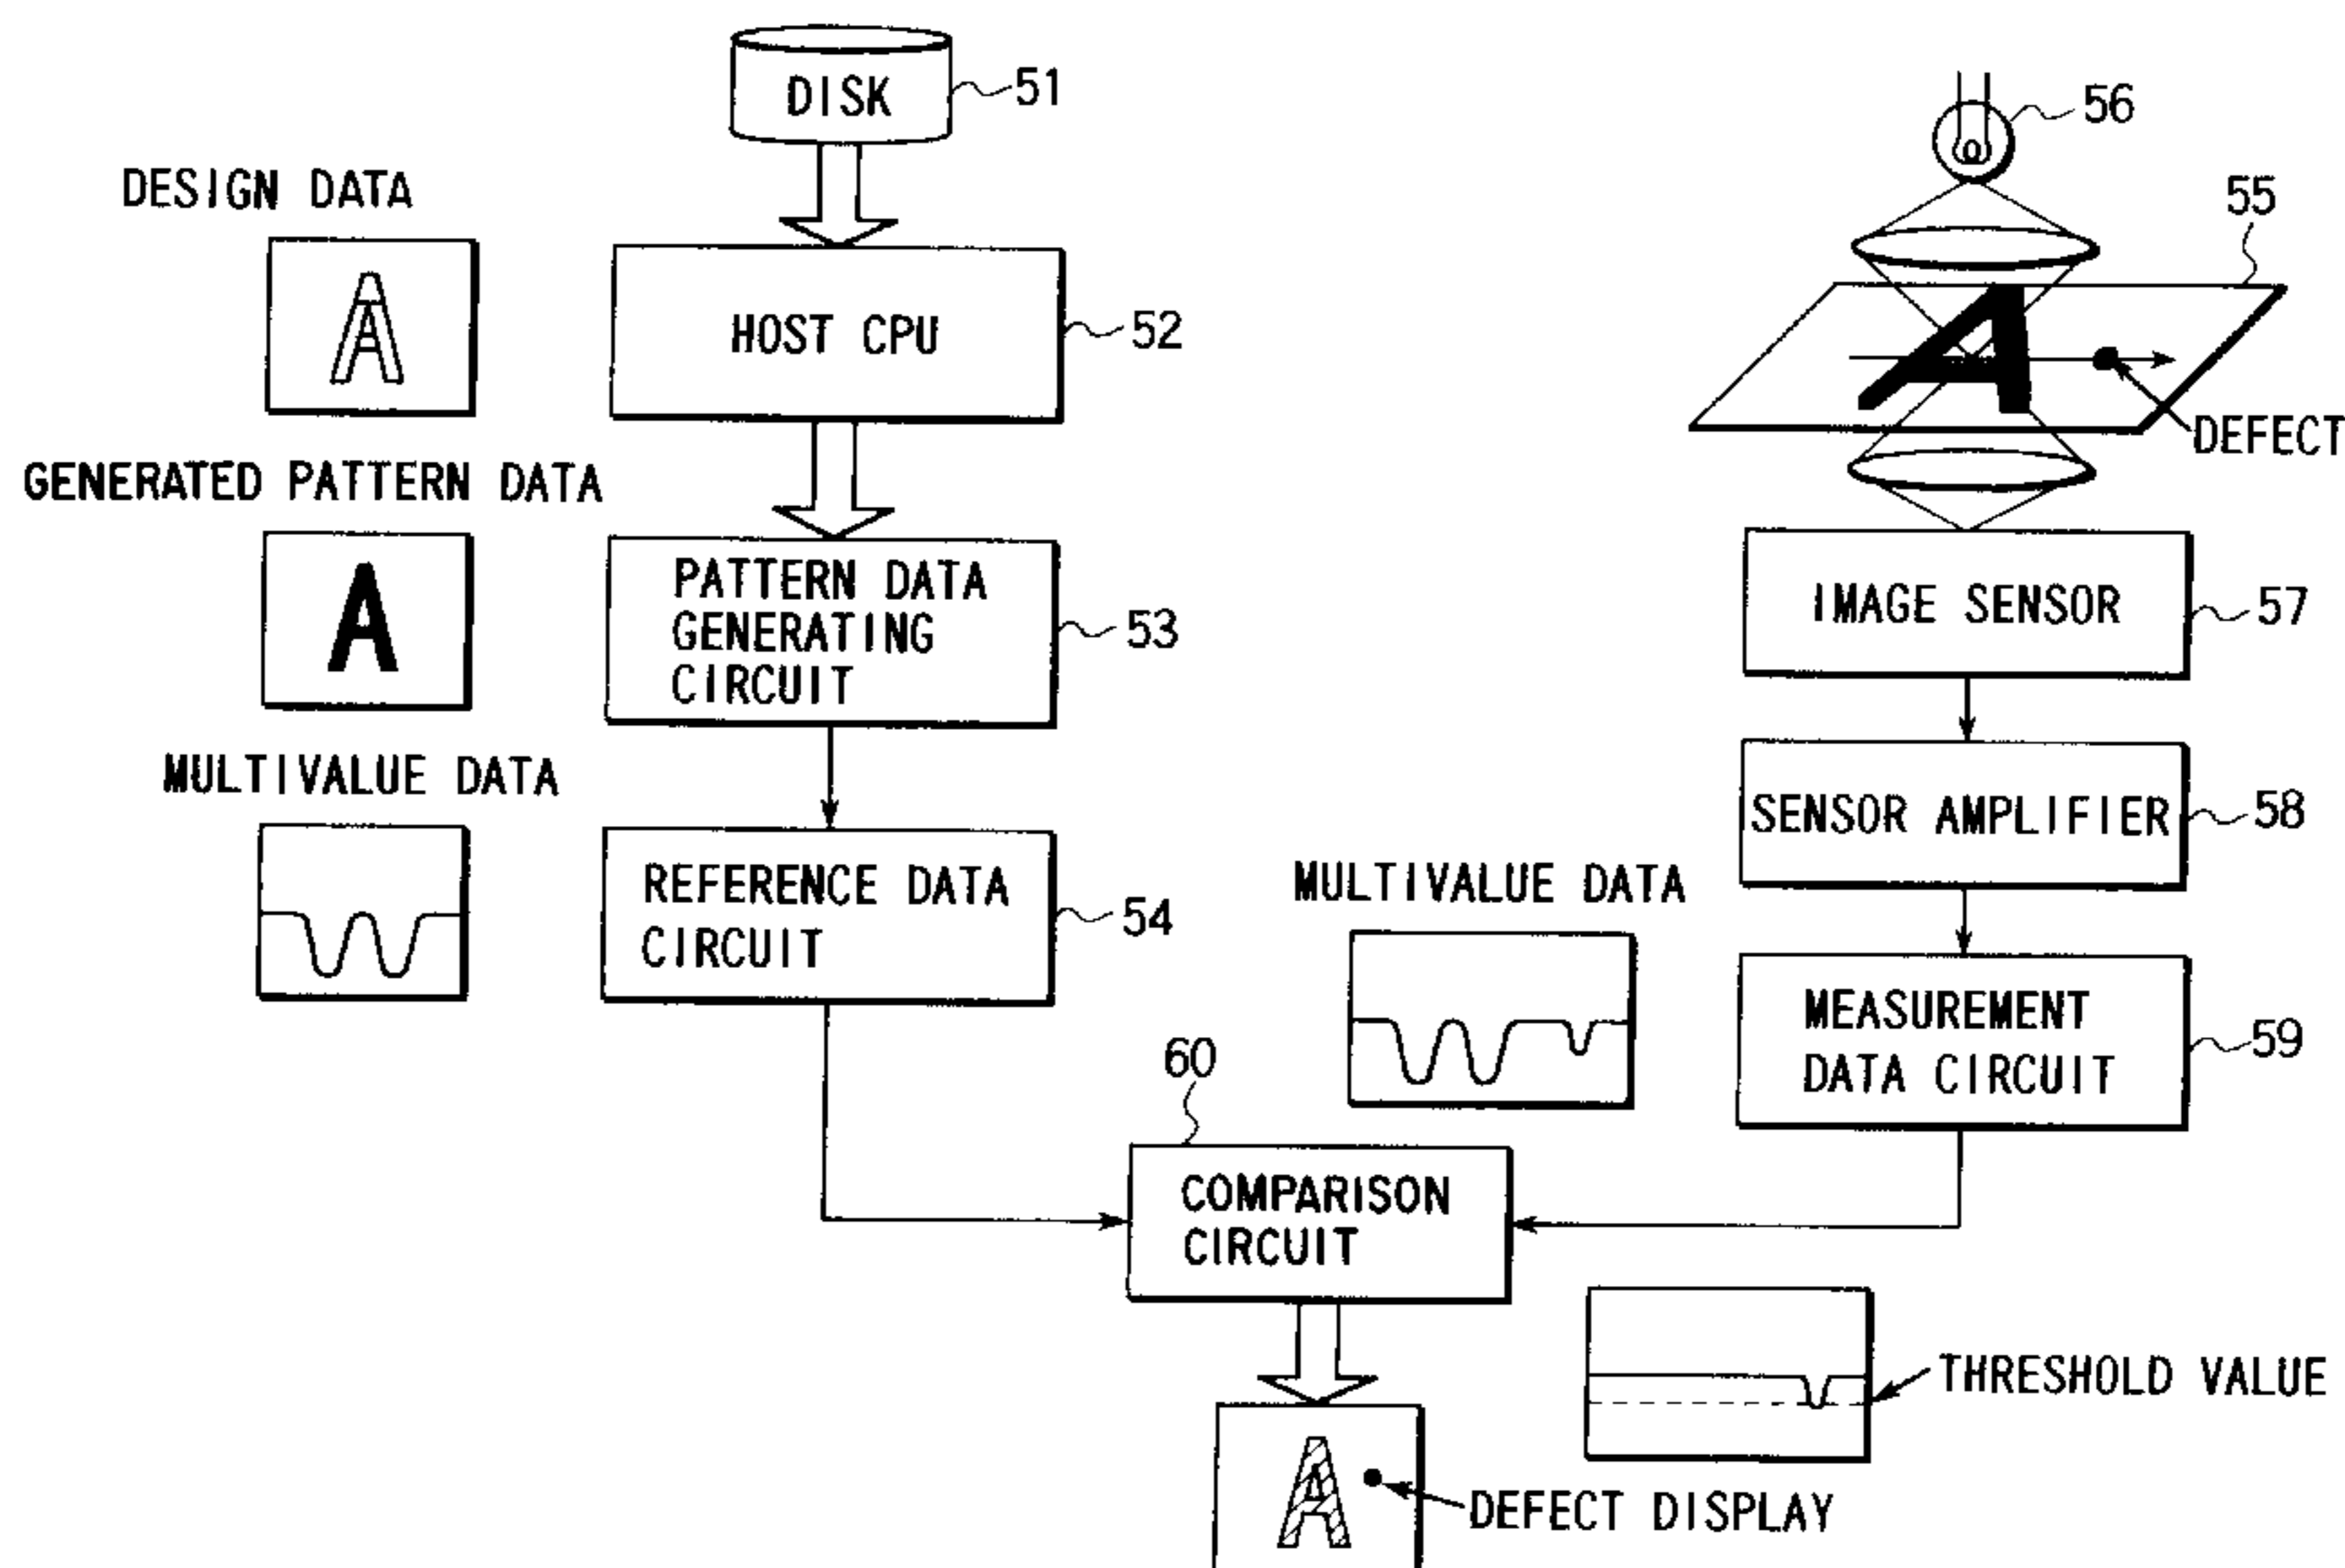 DISK
51
56
DESIGN DATA
55
A
HOST CPU
52
A
DEFECT
GENERATED PATTERN DATA
A
PATTERN DATA
GENERATING
CIRCUIT
53
IMAGE SENSOR
57
MULTIVALUE DATA
SENSOR AMPLIFIER
58
REFERENCE DATA
CIRCUIT
54
MULTIVALUE DATA
MEASUREMENT
DATA CIRCUIT
59
60
COMPARISON
CIRCUIT
THRESHOLD VALUE
A
DEFECT DISPLAY